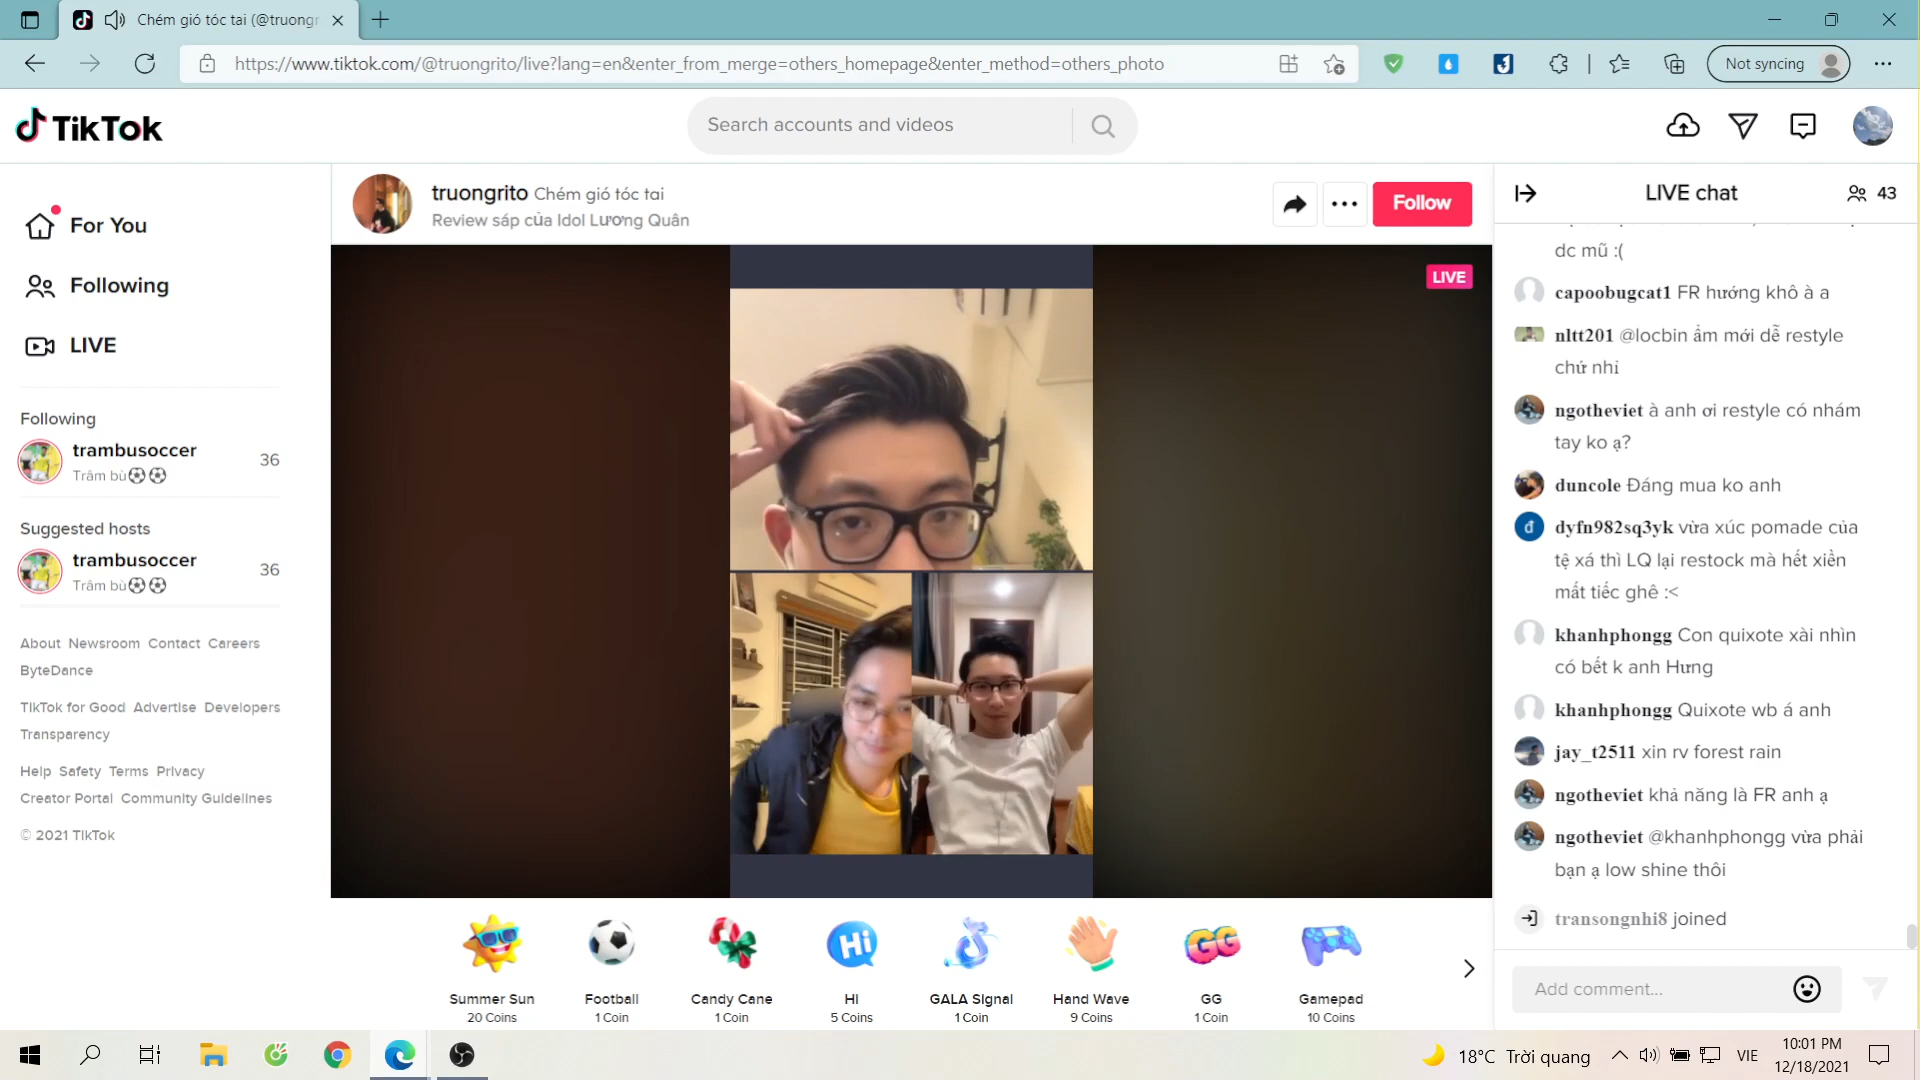 Chém gió tóc tai (@truongr
https://www.tiktok.com/@truongrito/live?lang=en&enter_from_merge=others_homepage&enter_method=others_photo
Not syncing
TikTok
Search accounts and videos
For You
Following
LIVE
Following
trambusoccer
Trâm bù⚽⚽
36
Suggested hosts
trambusoccer
Trâm bù⚽⚽
36
About Newsroom Contact Careers
ByteDance
TikTok for Good Advertise Developers
Transparency
Help Safety Terms Privacy
Creator Portal Community Guidelines
© 2021 TikTok
truongrito Chém gió tóc tai
Review sáp của Idol Lương Quân
Follow
LIVE
Summer Sun
20 Coins
Football
1 Coin
Candy Cane
1 Coin
Hi
HI
5 Coins
GALA Signal
1 Coin
Hand Wave
9 Coins
GG
GG
1 Coin
Gamepad
10 Coins
LIVE chat
43
dc mũ :(
capoobugcat1 FR hướng khô à a
nltt201 @locbin ẩm mới dễ restyle
chứ nhỉ
ngotheviet à anh ơi restyle có nhám
tay ko ạ?
duncole Đáng mua ko anh
đ
dyfn982sq3yk vừa xúc pomade của
tệ xá thì LQ lại restock mà hết xiền
mất tiếc ghê :<
khanhphongg Con quixote xài nhìn
có bết k anh Hưng
khanhphongg Quixote wb á anh
jay_t2511 xin rv forest rain
ngotheviet khả năng là FR anh ạ
ngotheviet @khanhphongg vừa phải
bạn ạ low shine thôi
transongnhi8 joined
Add comment...
18°C Trời quang
VIE
10:01 PM
12/18/2021